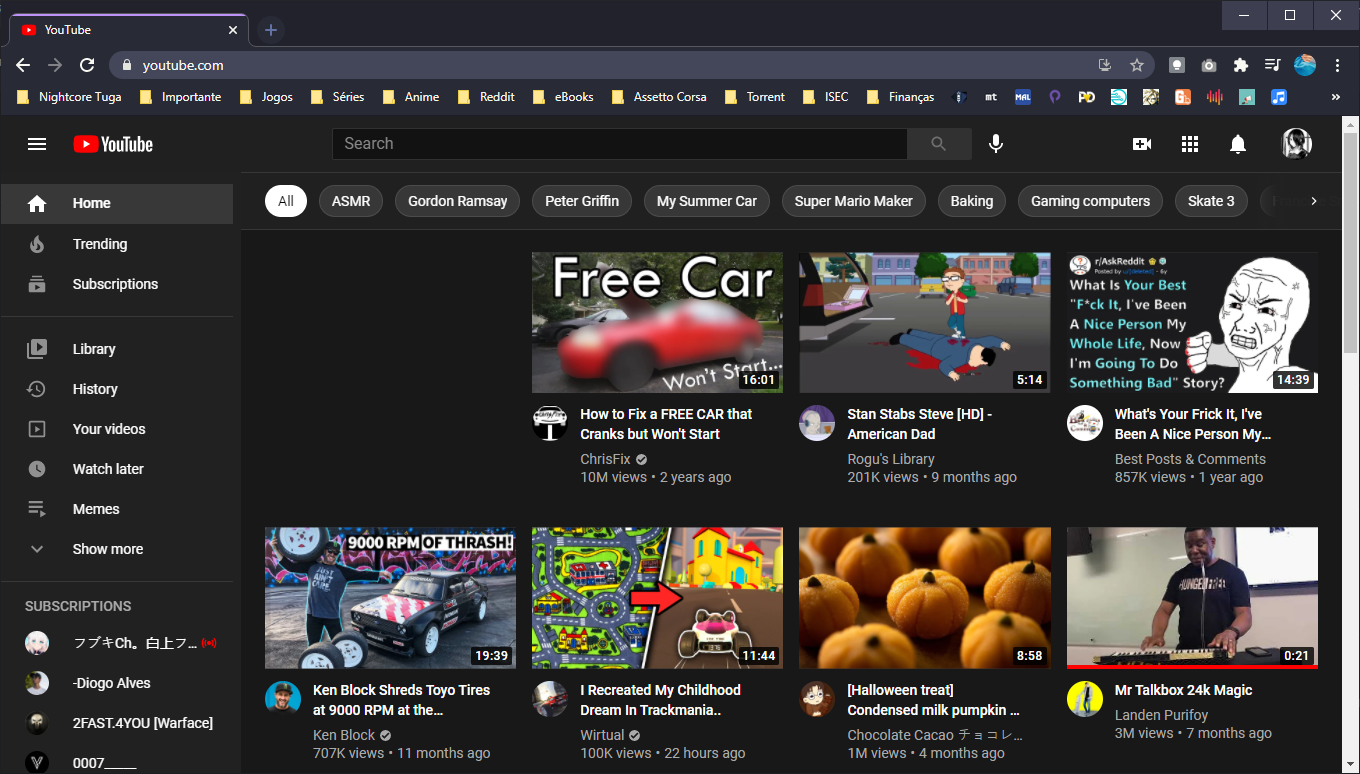 YouTube
youtube.com
Nightcore Tuga
Importante
Jogos
Séries
Anime
Reddit
eBooks
Assetto Corsa
Torrent
ISEC
Finanças
mt
MAL
PD
»
YouTube
Search
All
ASMR
Gordon Ramsay
Peter Griffin
My Summer Car
Super Mario Maker
Baking
Gaming computers
Skate 3
Home
Trending
Subscriptions
Library
History
Your videos
Watch later
Memes
Show more
SUBSCRIPTIONS
フブキCh。白上フ...
-Diogo Alves
2FAST.4YOU [Warface]
0007_____
Free Car
Won't Start...
16:01
How to Fix a FREE CAR that
Cranks but Won't Start
ChrisFix
10M views • 2 years ago
5:14
Stan Stabs Steve [HD] -
American Dad
Rogu's Library
201K views • 9 months ago
r/AskReddit
Posted by u/[deleted] - 6y
What Is Your Best
"F*ck It, I've Been
A Nice Person My
Whole Life, Now
I'm Going To Do
Something Bad" Story?
14:39
What's Your Frick It, I've
Been A Nice Person My...
Best Posts & Comments
857K views • 1 year ago
9000 RPM OF THRASH!
JUST
AIN'T
CARE
19:39
Ken Block Shreds Toyo Tires
at 9000 RPM at the...
Ken Block
707K views • 11 months ago
11:44
I Recreated My Childhood
Dream In Trackmania..
Wirtual
100K views • 22 hours ago
8:58
[Halloween treat]
Condensed milk pumpkin ...
Chocolate Cacao チョコレ...
1M views • 4 months ago
HUNGER FREE
0:21
Mr Talkbox 24k Magic
Landen Purifoy
3M views • 7 months ago